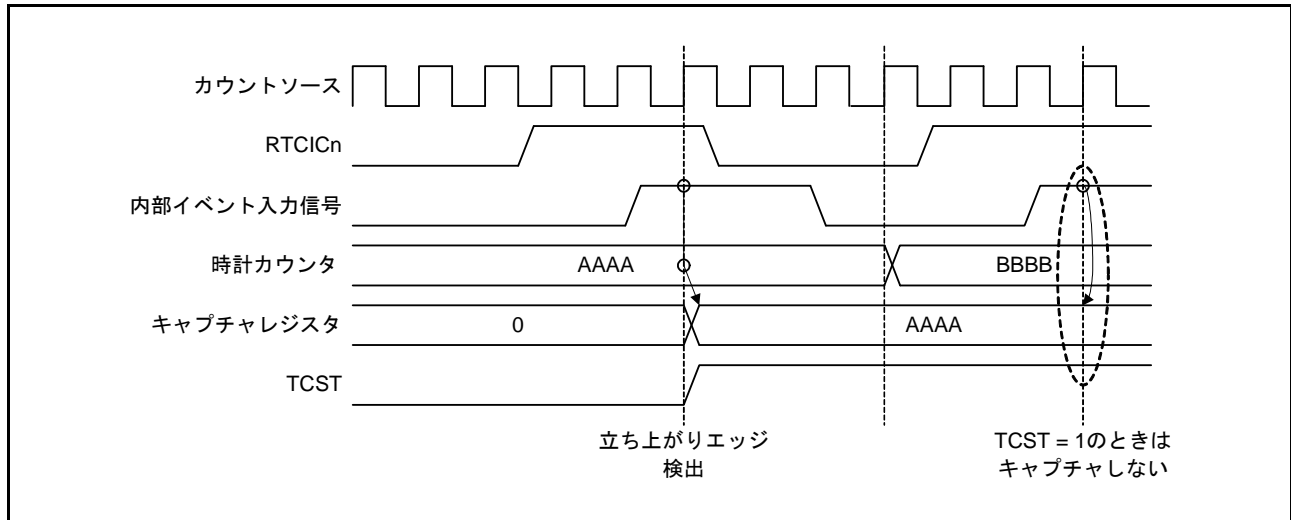 カウントソース
RTCICn
内部イベント入力信号
時計カウンタ
AAAA
BBBB
キャプチャレジスタ
0
AAAA
TCST
立ち上がりエッジ
検出
TCST = 1のときは
キャプチャしない